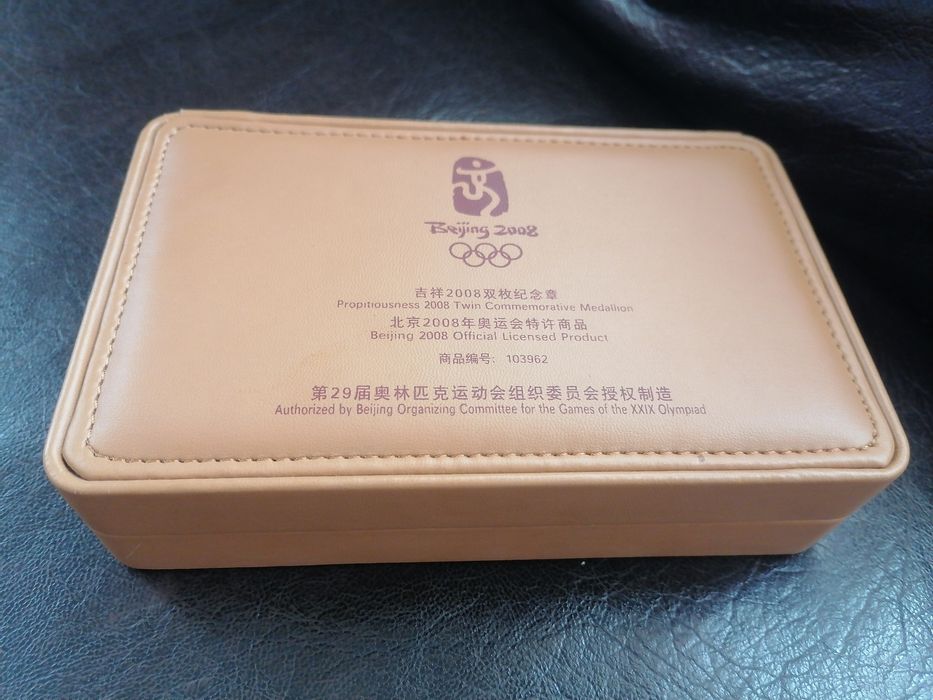 Beijing 2008
吉祥2008双枚纪念章
Propitiousness 2008 Twin Commemorative Medallion
北京2008年奥运会特许商品
Beijing 2008 Official Licensed Product
商品编号: 103962
第29届奥林匹克运动会组织委员会授权制造
Authorized by Beijing Organizing Committee for the Games of the XXIX Olympiad